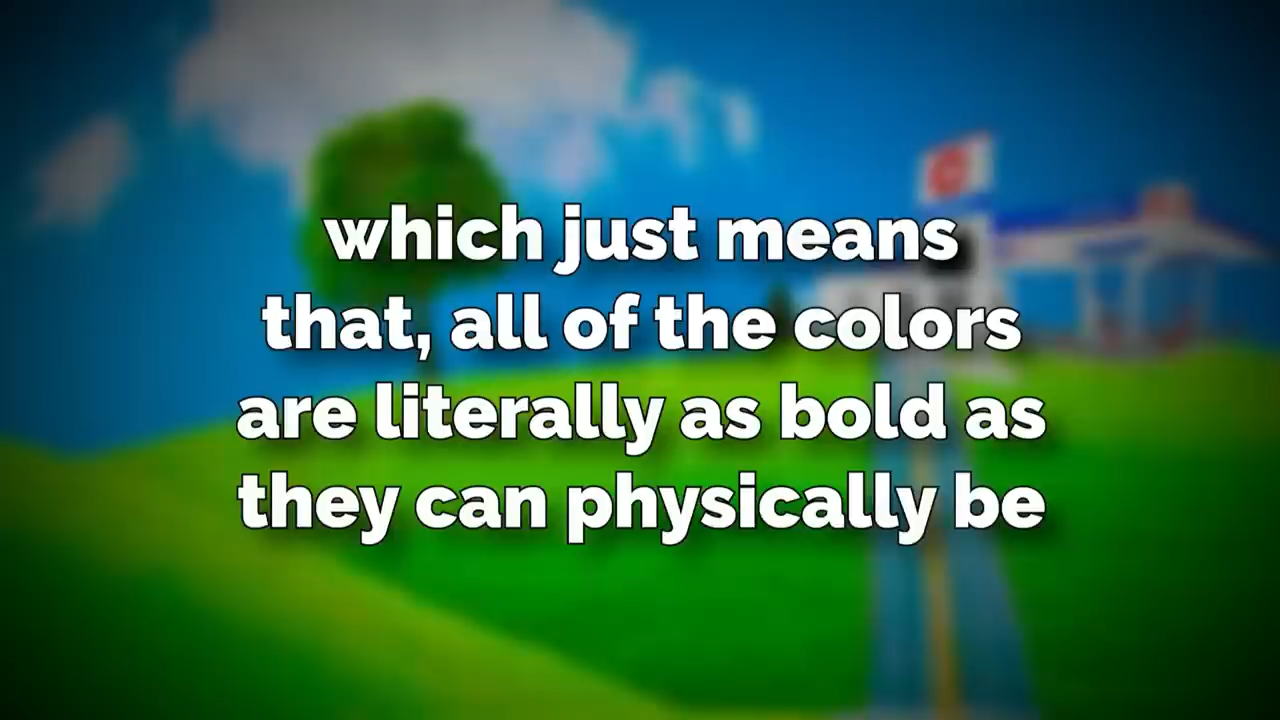 which just means
that, all of the colors
are literally as bold as
they can physically be